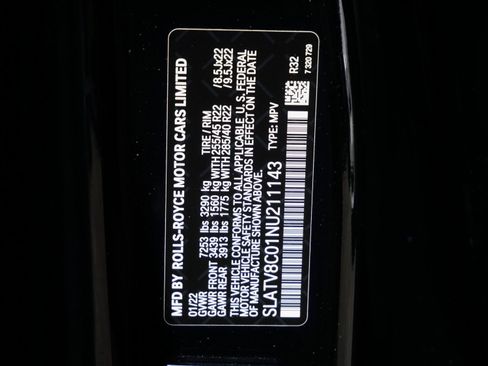 MFD BY ROLLS-ROYCE MOTOR CARS LIMITED
01/22 TIRE / RIM
GVWR 7253 lbs 3290 kg
GAWR FRONT 3439 lbs 1560 kg WITH 255/45 R22 /8.5Jx22
GAWR REAR 3913 lbs 1775 kg WITH 285/40 R22 /9.5Jx22
THIS VEHICLE CONFORMS TO ALL APPLICABLE U. S. FEDERAL
MOTOR VEHICLE SAFETY STANDARDS IN EFFECT ON THE DATE
OF MANUFACTURE SHOWN ABOVE.
SLATV8C01NU211143 TYPE: MPV
R32
7 320 729